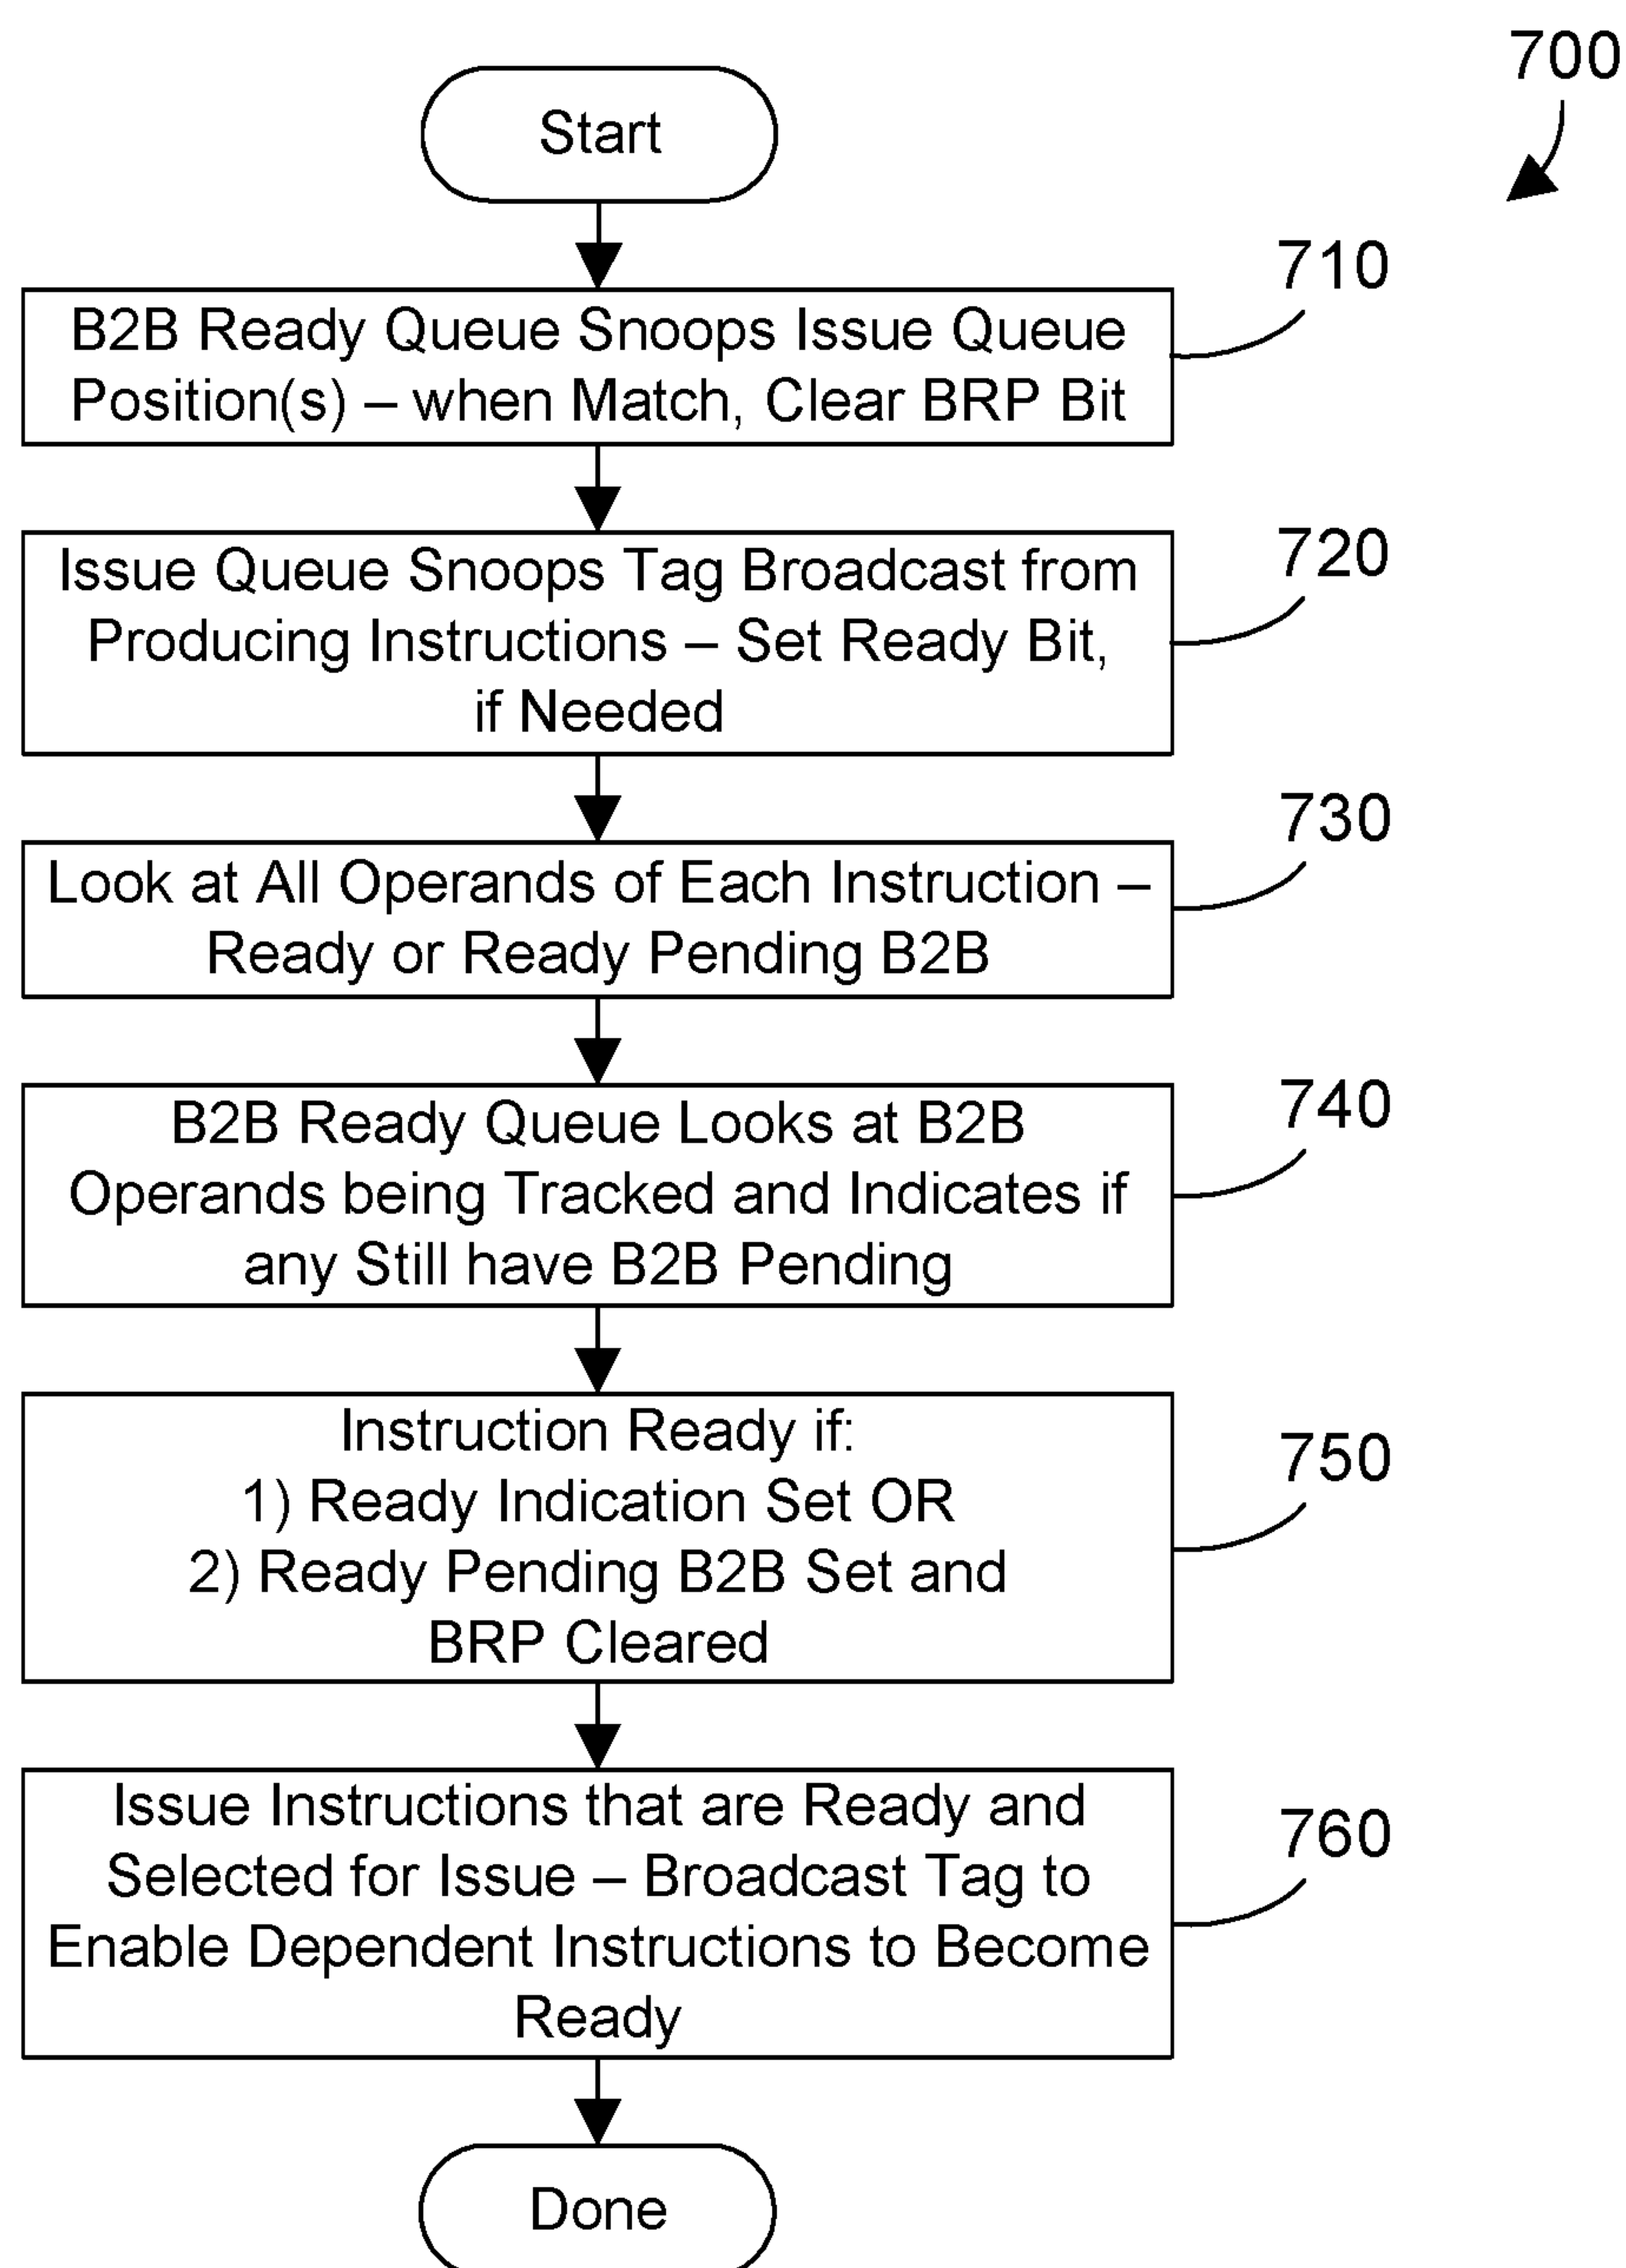 700
Start
710
B2B Ready Queue Snoops Issue Queue
Position(s) – when Match, Clear BRP Bit
720
Issue Queue Snoops Tag Broadcast from
Producing Instructions – Set Ready Bit,
if Needed
730
Look at All Operands of Each Instruction –
Ready or Ready Pending B2B
740
B2B Ready Queue Looks at B2B
Operands being Tracked and Indicates if
any Still have B2B Pending
750
Instruction Ready if:
1) Ready Indication Set OR
2) Ready Pending B2B Set and
BRP Cleared
760
Issue Instructions that are Ready and
Selected for Issue – Broadcast Tag to
Enable Dependent Instructions to Become
Ready
Done